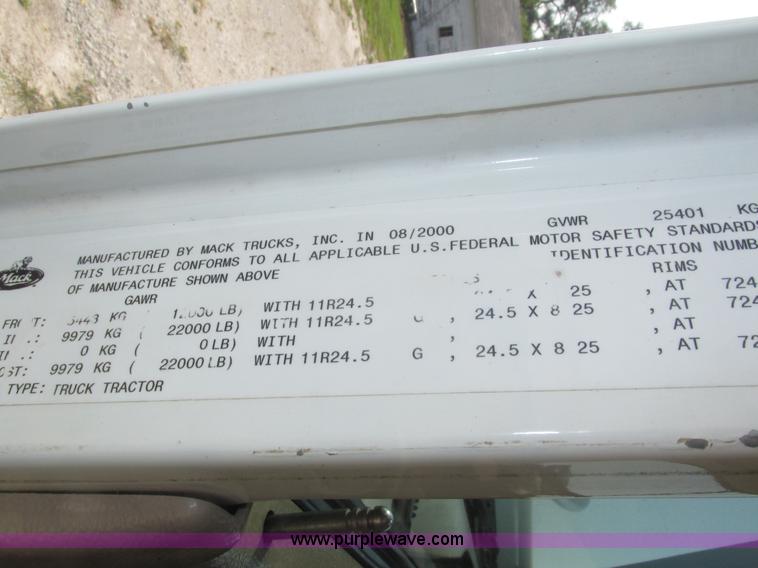 Mack
MANUFACTURED BY MACK TRUCKS, INC. IN 08/2000 GVWR 25401 KG
THIS VEHICLE CONFORMS TO ALL APPLICABLE U.S.FEDERAL MOTOR SAFETY STANDARDS
OF MANUFACTURE SHOWN ABOVE IDENTIFICATION NUMB
GAWR RIMS
KG LB) WITH 11R24.5 X 25 , AT 724
9979 KG ( 22000 LB) WITH 11R24.5 G , 24.5 X 8 25 , AT 724
0 KG ( 0 LB) WITH , , AT
9979 KG ( 22000 LB) WITH 11R24.5 G , 24.5 X 8 25 , AT 72
TYPE: TRUCK TRACTOR
www.purplewave.com